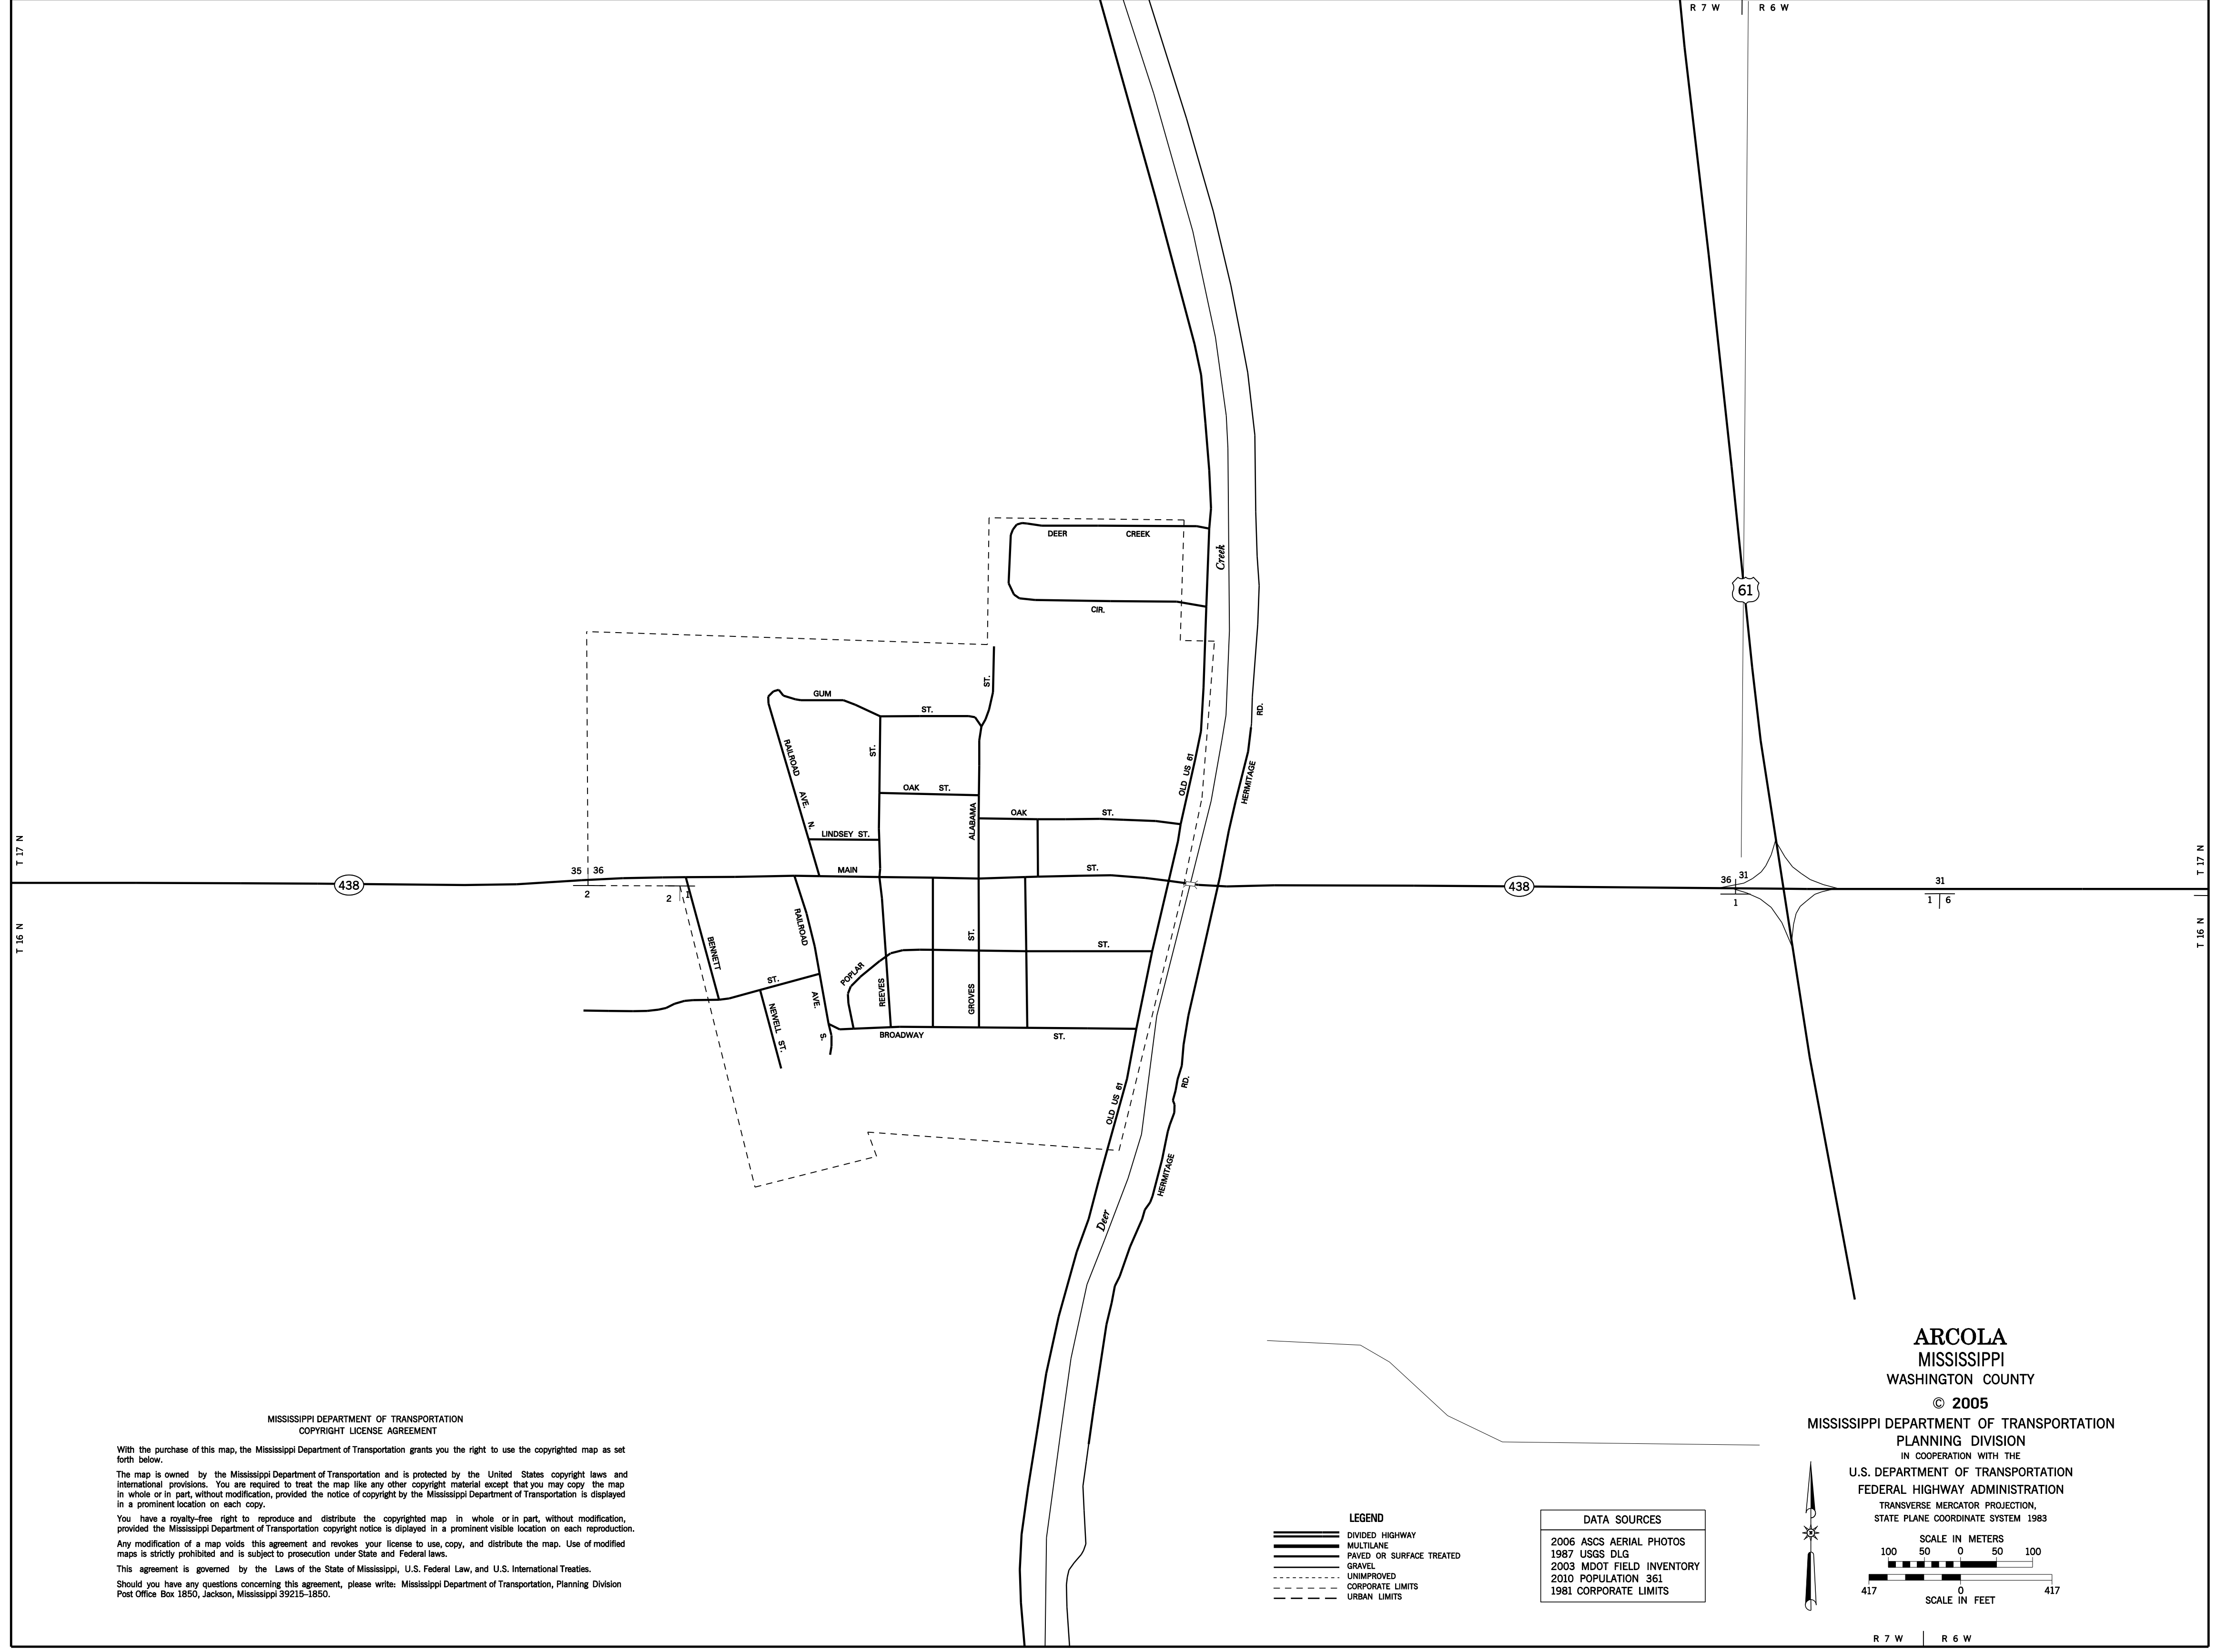 R 7 W | R 6 W
DEER CREEK
Creek
CIR.
61
ST.
GUM
ST.
RD.
ST.
RAILROAD AVE. N.
OLD US 61
HERMITAGE
OAK ST.
ALABAMA
OAK ST.
LINDSEY ST.
T 17 N
T 17 N
MAIN ST.
35 | 36
2
2 | 1
438
438
36 | 31
1
31
1 | 6
T 16 N
T 16 N
BENNETT
RAILROAD
ST.
ST.
POPLAR
ST.
AVE.
REEVES
GROVES
NEWELL ST.
S.
BROADWAY ST.
OLD US 61
RD.
HERMITAGE
Deer
ARCOLA
MISSISSIPPI
WASHINGTON COUNTY
© 2005
MISSISSIPPI DEPARTMENT OF TRANSPORTATION
PLANNING DIVISION
IN COOPERATION WITH THE
U.S. DEPARTMENT OF TRANSPORTATION
FEDERAL HIGHWAY ADMINISTRATION
TRANSVERSE MERCATOR PROJECTION,
STATE PLANE COORDINATE SYSTEM 1983
SCALE IN METERS
100 50 0 50 100
417 0 417
SCALE IN FEET
MISSISSIPPI DEPARTMENT OF TRANSPORTATION
COPYRIGHT LICENSE AGREEMENT
With the purchase of this map, the Mississippi Department of Transportation grants you the right to use the copyrighted map as set
forth below.
The map is owned by the Mississippi Department of Transportation and is protected by the United States copyright laws and
international provisions. You are required to treat the map like any other copyright material except that you may copy the map
in whole or in part, without modification, provided the notice of copyright by the Mississippi Department of Transportation is displayed
in a prominent location on each copy.
You have a royalty-free right to reproduce and distribute the copyrighted map in whole or in part, without modification,
provided the Mississippi Department of Transportation copyright notice is diplayed in a prominent visible location on each reproduction.
Any modification of a map voids this agreement and revokes your license to use, copy, and distribute the map. Use of modified
maps is strictly prohibited and is subject to prosecution under State and Federal laws.
This agreement is governed by the Laws of the State of Mississippi, U.S. Federal Law, and U.S. International Treaties.
Should you have any questions concerning this agreement, please write: Mississippi Department of Transportation, Planning Division
Post Office Box 1850, Jackson, Mississippi 39215-1850.
LEGEND
DIVIDED HIGHWAY
MULTILANE
PAVED OR SURFACE TREATED
GRAVEL
UNIMPROVED
CORPORATE LIMITS
URBAN LIMITS
DATA SOURCES
2006 ASCS AERIAL PHOTOS
1987 USGS DLG
2003 MDOT FIELD INVENTORY
2010 POPULATION 361
1981 CORPORATE LIMITS
R 7 W | R 6 W